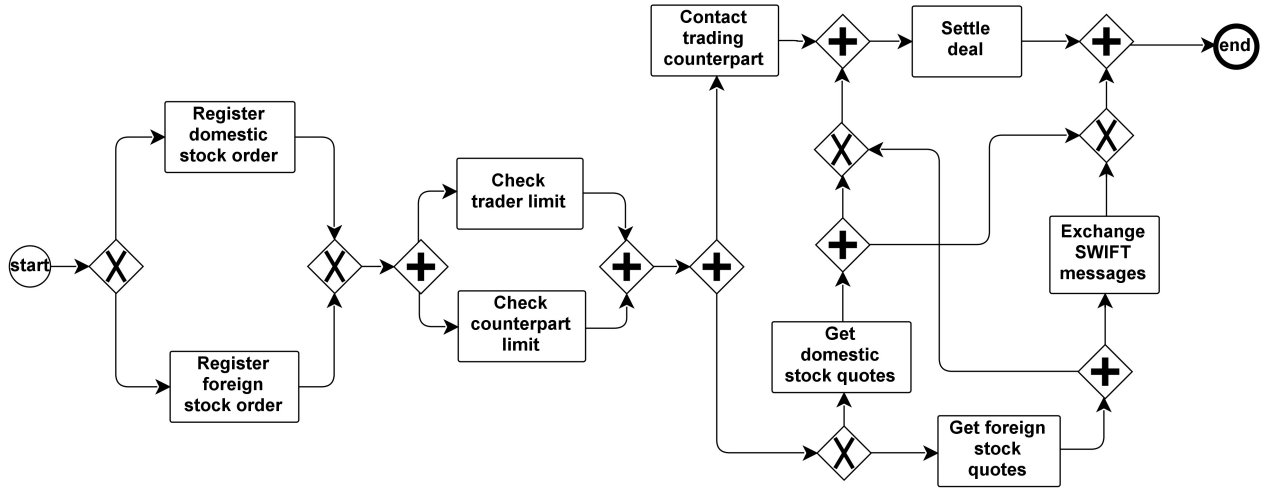 Contact
trading
counterpart
Settle
deal
end
Register
domestic
stock order
Check
trader limit
start
Exchange
SWIFT
messages
Check
counterpart
limit
Register
foreign
stock order
Get
domestic
stock quotes
Get foreign
stock
quotes